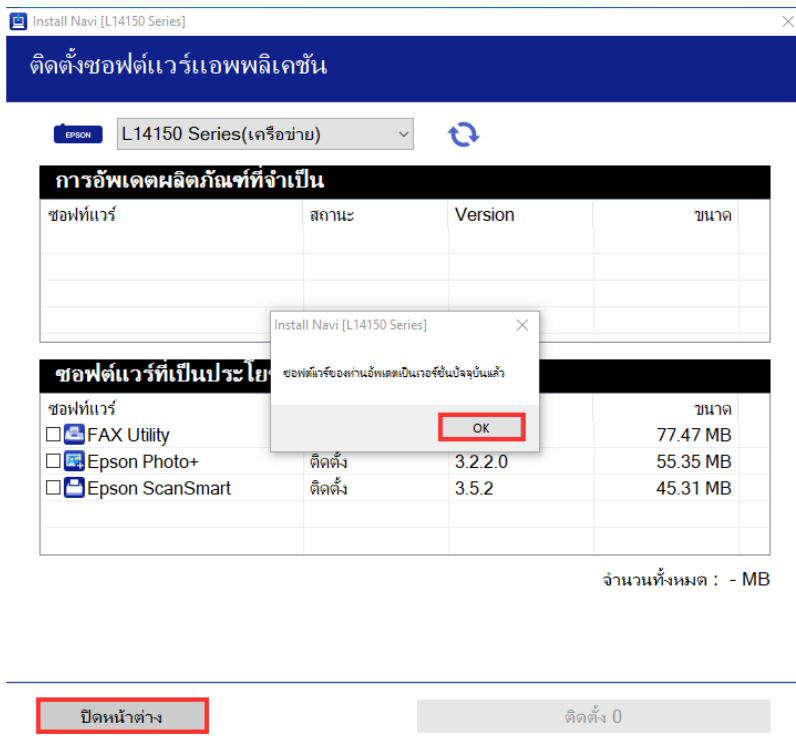 Install Navi [L14150 Series]
ติดตั้งซอฟต์แวร์แอพพลิเคชัน
EPSON L14150 Series(เครือข่าย)
การอัพเดตผลิตภัณฑ์ที่จำเป็น
ซอฟท์แวร์ สถานะ Version ขนาด
Install Navi [L14150 Series]
ซอฟต์แวร์ของท่านอัพเดตเป็นเวอร์ชั่นปัจจุบันแล้ว
OK
ซอฟต์แวร์ที่เป็นประโย
ซอฟท์แวร์ ขนาด
FAX Utility 77.47 MB
Epson Photo+ ติดตั้ง 3.2.2.0 55.35 MB
Epson ScanSmart ติดตั้ง 3.5.2 45.31 MB
จำนวนทั้งหมด : - MB
ปิดหน้าต่าง ติดตั้ง 0